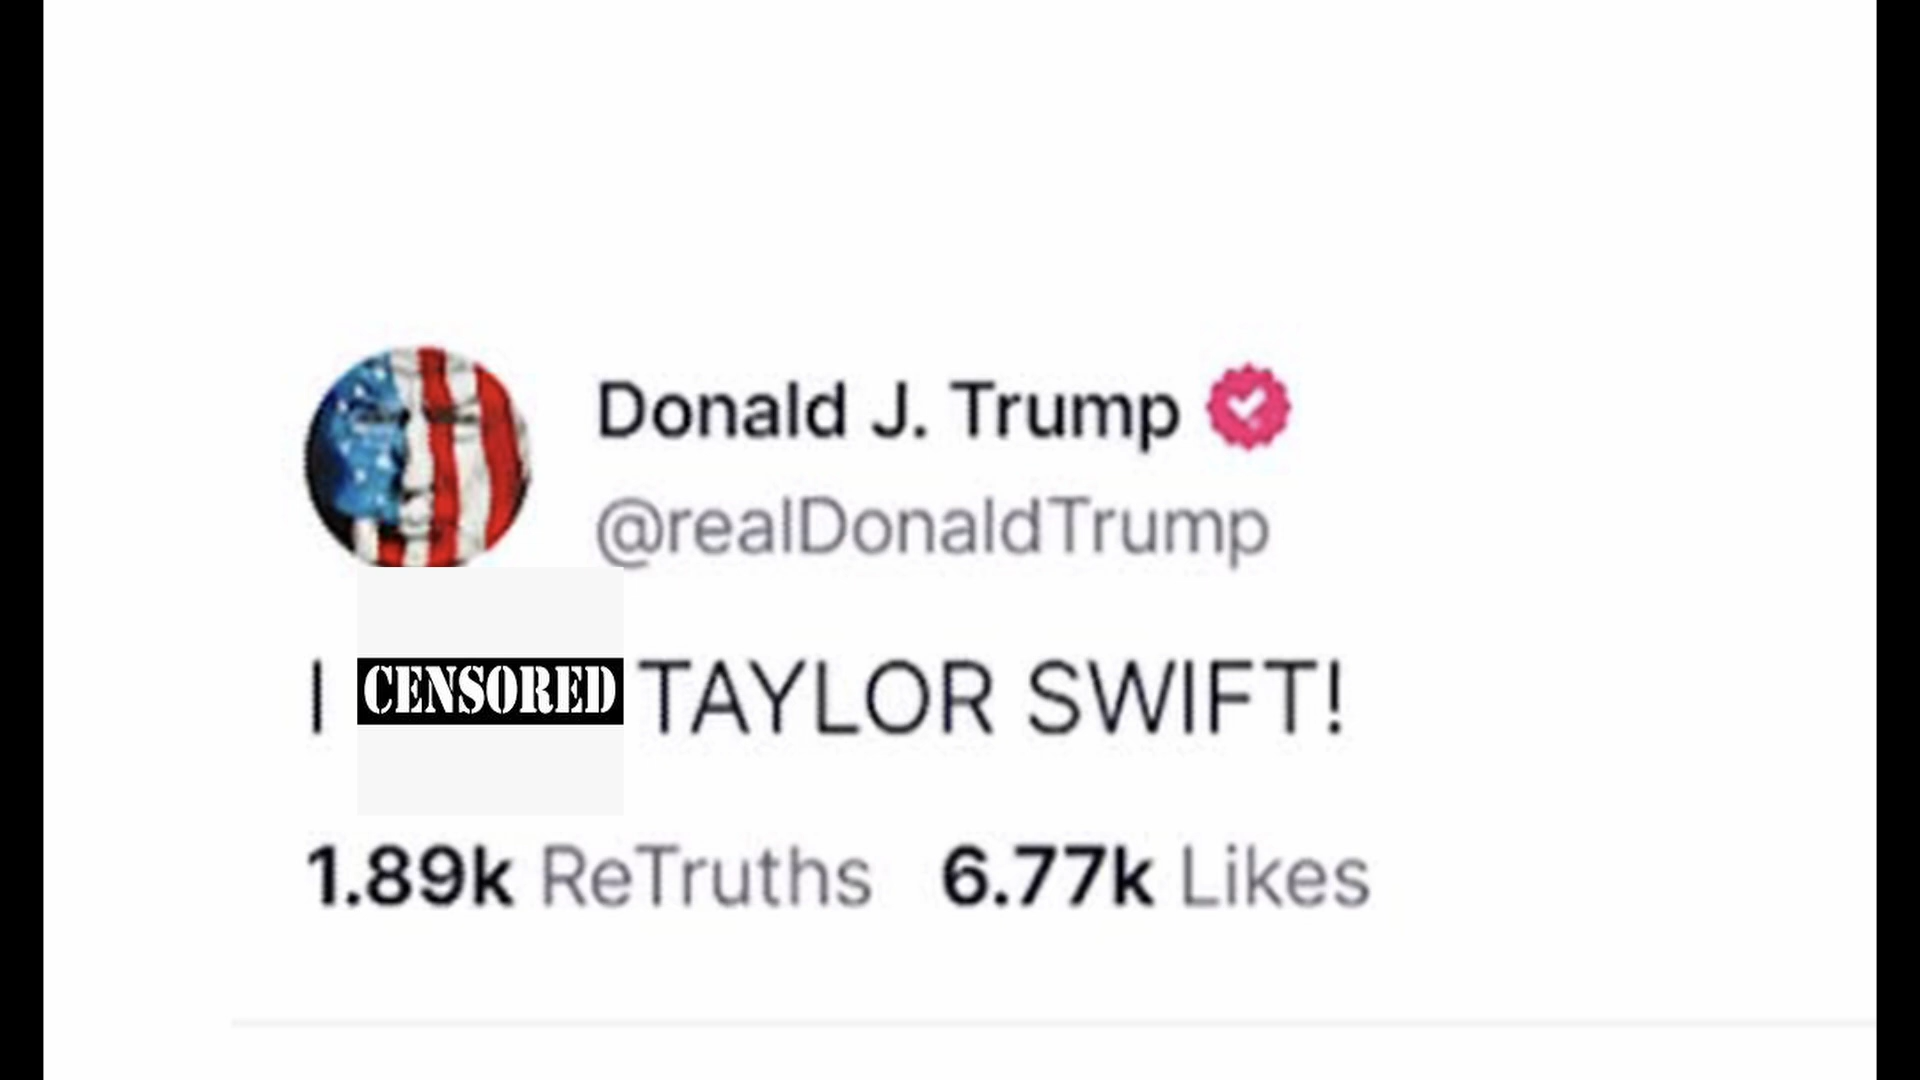 Donald J. Trump
@realDonaldTrump
I CENSORED TAYLOR SWIFT!
1.89k ReTruths 6.77k Likes